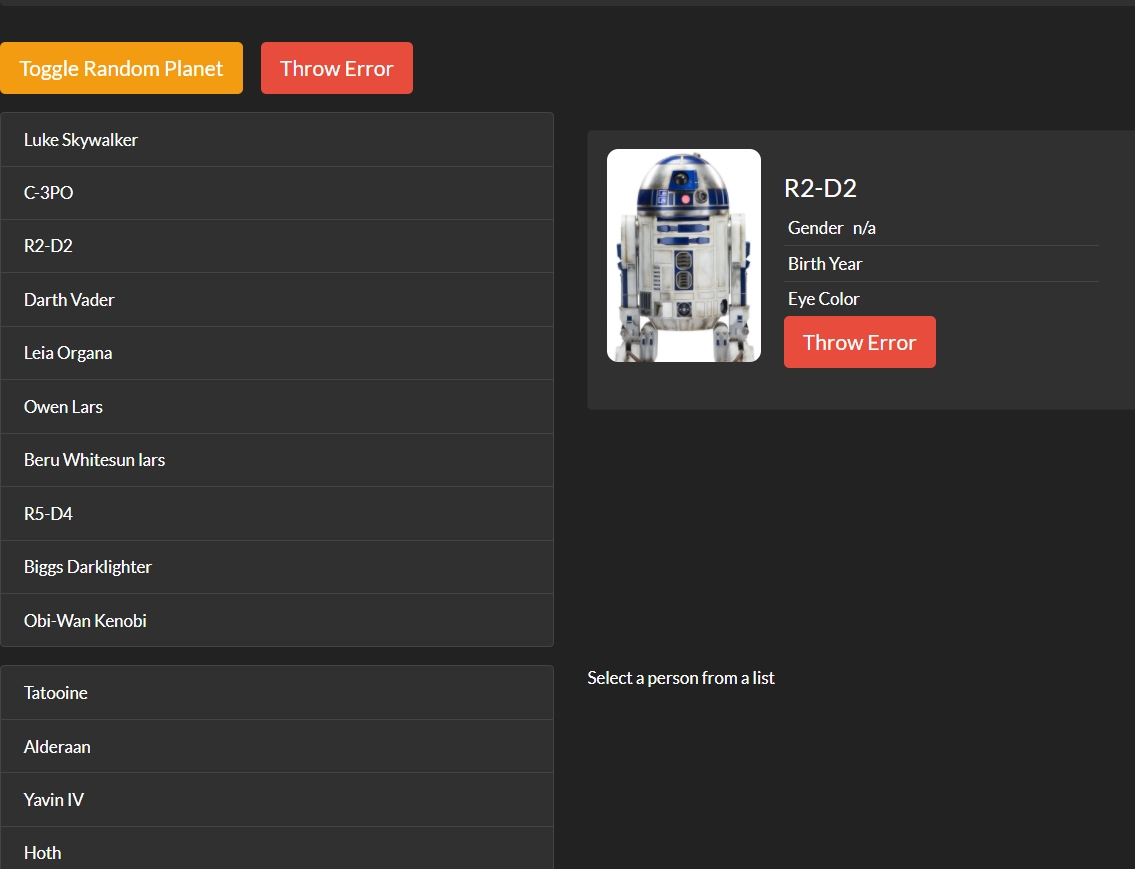 Toggle Random Planet
Throw Error
Luke Skywalker
C-3PO
R2-D2
Darth Vader
Leia Organa
Owen Lars
Beru Whitesun lars
R5-D4
Biggs Darklighter
Obi-Wan Kenobi
R2-D2
Gender n/a
Birth Year
Eye Color
Throw Error
Tatooine
Alderaan
Yavin IV
Hoth
Select a person from a list